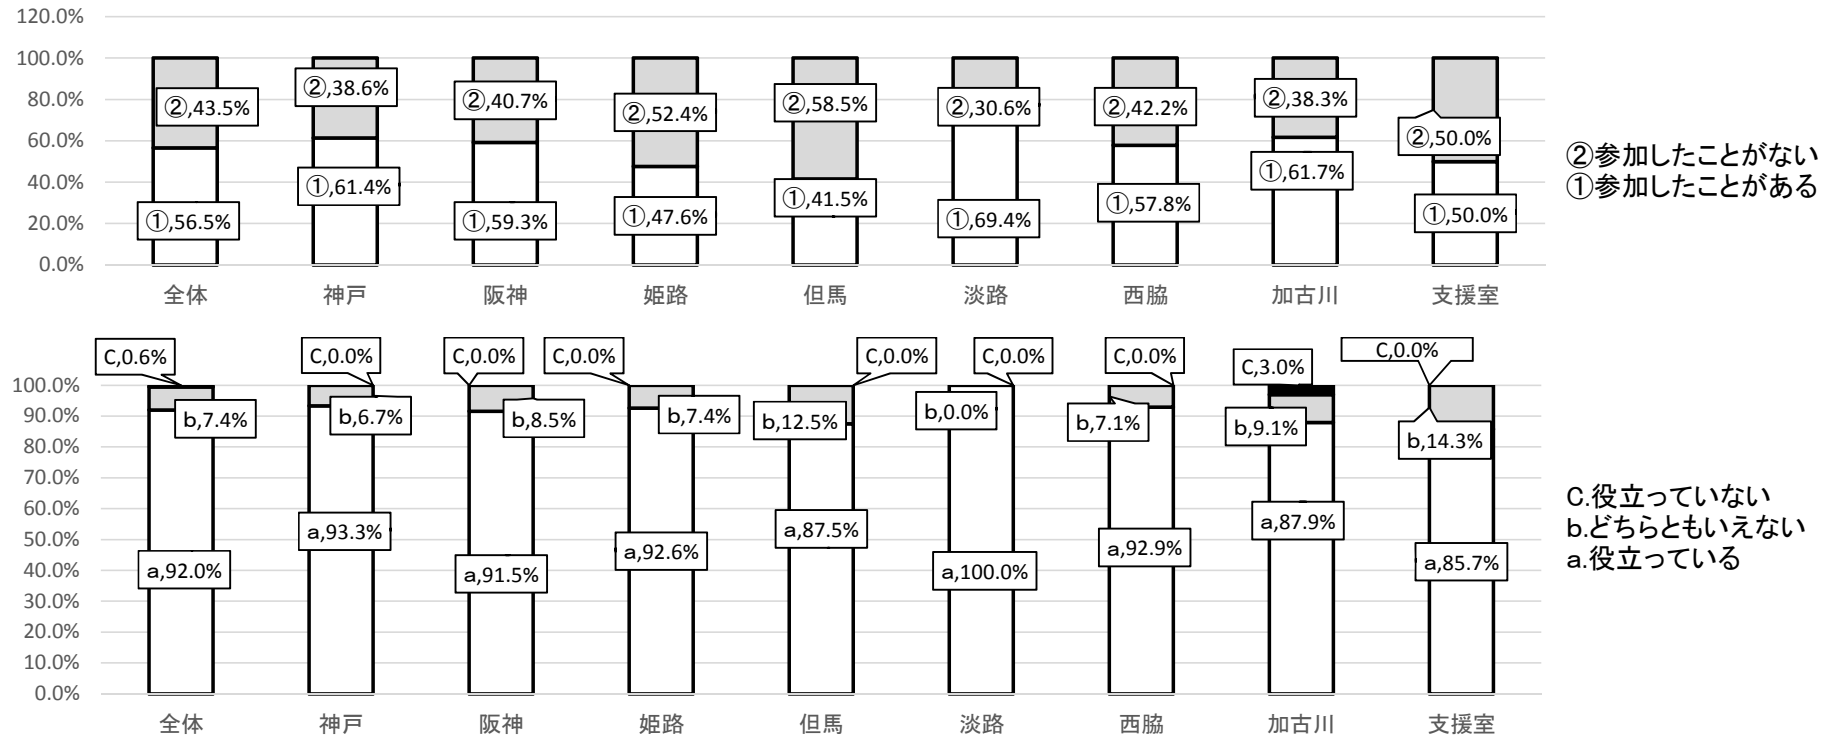 120.0%
100.0%
80.0%
60.0%
40.0%
20.0%
0.0%
②,43.5%
②,38.6%
②,40.7%
②,52.4%
②,58.5%
②,30.6%
②,42.2%
②,38.3%
②,50.0%
①,56.5%
①,61.4%
①,59.3%
①,47.6%
①,41.5%
①,69.4%
①,57.8%
①,61.7%
①,50.0%
全体 神戸 阪神 姫路 但馬 淡路 西脇 加古川 支援室
②参加したことがない
①参加したことがある
100.0%
90.0%
80.0%
70.0%
60.0%
50.0%
40.0%
30.0%
20.0%
10.0%
0.0%
C,0.6%
C,0.0%
C,0.0%
C,0.0%
C,0.0%
C,0.0%
C,0.0%
C,3.0%
C,0.0%
b,7.4%
b,6.7%
b,8.5%
b,7.4%
b,12.5%
b,0.0%
b,7.1%
b,9.1%
b,14.3%
a,92.0%
a,93.3%
a,91.5%
a,92.6%
a,87.5%
a,100.0%
a,92.9%
a,87.9%
a,85.7%
全体 神戸 阪神 姫路 但馬 淡路 西脇 加古川 支援室
C.役立っていない
b.どちらともいえない
a.役立っている